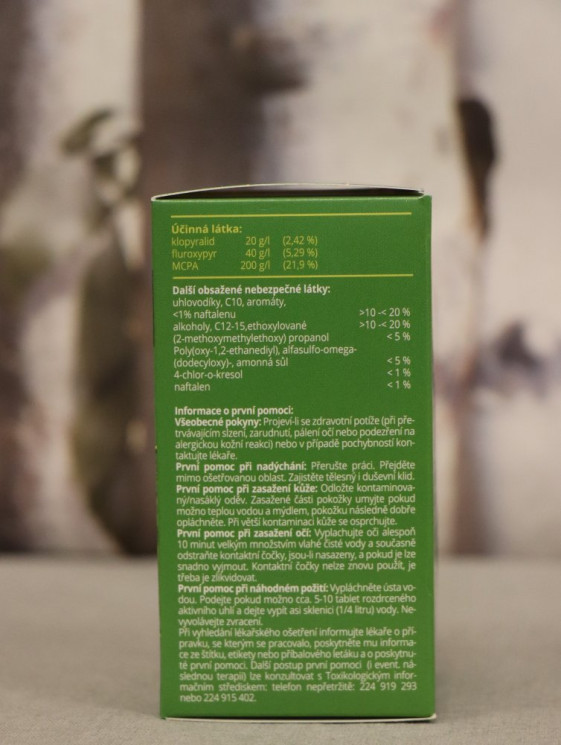 Účinná látka:
klopyralid 20 g/l (2,42 %)
fluroxypyr 40 g/l (5,29 %)
MCPA 200 g/l (21,9 %)
Další obsažené nebezpečné látky:
uhlovodíky, C10, aromáty,
<1% naftalenu >10 -< 20 %
alkoholy, C12-15,ethoxylované >10 -< 20 %
(2-methoxymethylethoxy) propanol < 5 %
Poly(oxy-1,2-ethanediyl), alfasulfo-omega-
(dodecyloxy)-, amonná sůl < 5 %
4-chlor-o-kresol < 1 %
naftalen < 1 %
Informace o první pomoci:
Všeobecné pokyny: Projeví-li se zdravotní potíže (při pře-
trvávajícím slzení, zarudnutí, pálení očí nebo podezření na
alergickou kožní reakci) nebo v případě pochybností kon-
taktujte lékaře.
První pomoc při nadýchání: Přerušte práci. Přejděte
mimo ošetřovanou oblast. Zajistěte tělesný i duševní klid.
První pomoc při zasažení kůže: Odložte kontaminova-
ný/nasáklý oděv. Zasažené části pokožky umyjte pokud
možno teplou vodou a mýdlem, pokožku následně dobře
opláchněte. Při větší kontaminaci kůže se osprchujte.
První pomoc při zasažení očí: Vyplachujte oči alespoň
10 minut velkým množstvím vlahé čisté vody a současně
odstraňte kontaktní čočky, jsou-li nasazeny, a pokud je lze
snadno vyjmout. Kontaktní čočky nelze znovu použít, je
třeba je zlikvidovat.
První pomoc při náhodném požití: Vypláchněte ústa vo-
dou. Podejte pokud možno cca. 5-10 tablet rozdrceného
aktivního uhlí a dejte vypít asi sklenici (1/4 litru) vody. Ne-
vyvolávejte zvracení.
Při vyhledání lékařského ošetření informujte lékaře o pří-
pravku, se kterým se pracovalo, poskytněte mu informa-
ce ze štítku, etikety nebo příbalového letáku a o poskytnu-
té první pomoci. Další postup první pomoci (i event. ná-
slednou terapii) lze konzultovat s Toxikologickým infor-
mačním střediskem: telefon nepřetržitě: 224 919 293
nebo 224 915 402.